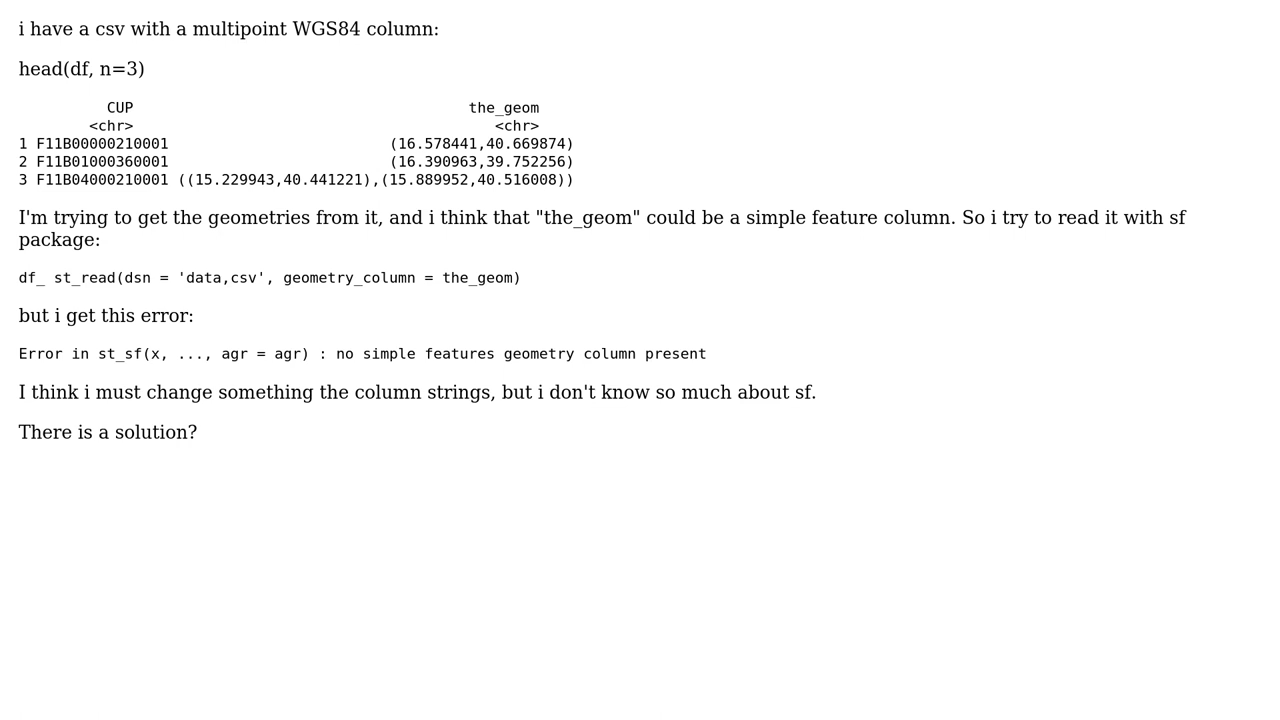 i have a csv with a multipoint WGS84 column:
head(df, n=3)
CUP the_geom
<chr> <chr>
1 F11B00000210001 (16.578441,40.669874)
2 F11B01000360001 (16.390963,39.752256)
3 F11B04000210001 ((15.229943,40.441221),(15.889952,40.516008))
I'm trying to get the geometries from it, and i think that "the_geom" could be a simple feature column. So i try to read it with sf
package:
df_ st_read(dsn = 'data,csv', geometry_column = the_geom)
but i get this error:
Error in st_sf(x, ..., agr = agr) : no simple features geometry column present
I think i must change something the column strings, but i don't know so much about sf.
There is a solution?